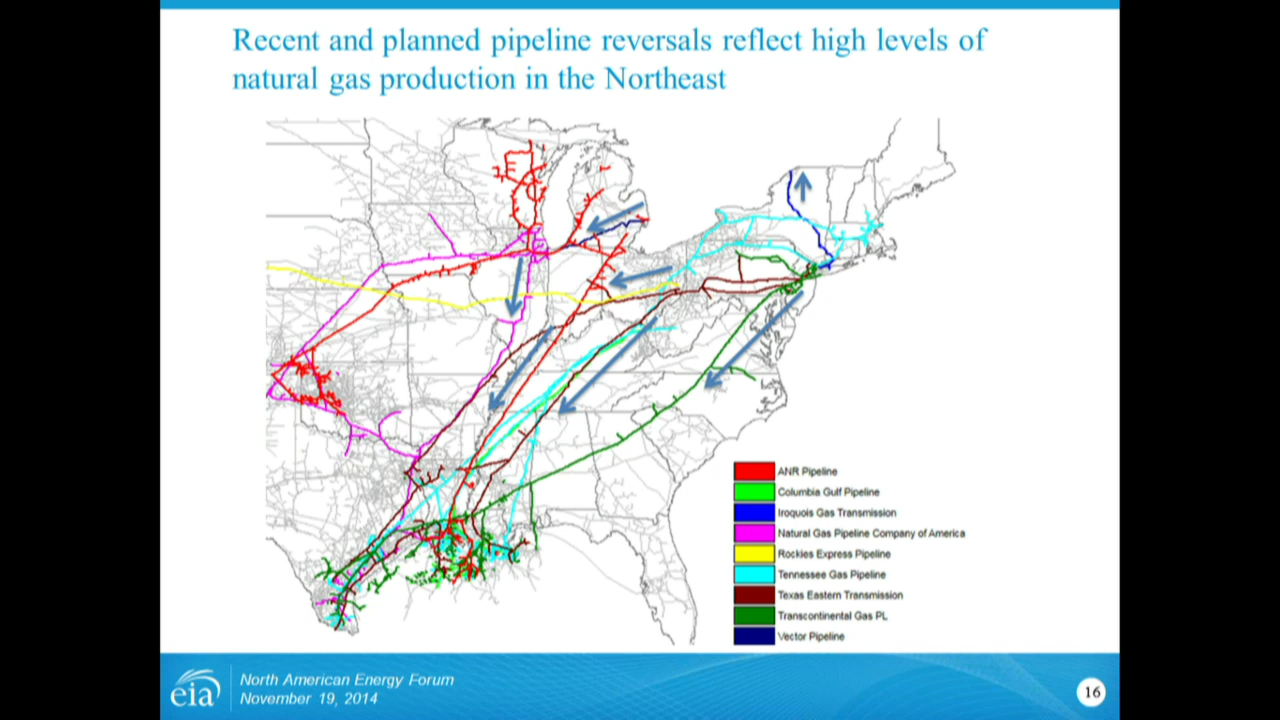 Recent and planned pipeline reversals reflect high levels of
natural gas production in the Northeast
ANR Pipeline
Columbia Gulf Pipeline
Iroquois Gas Transmission
Natural Gas Pipeline Company of America
Rockies Express Pipeline
Tennessee Gas Pipeline
Texas Eastern Transmission
Transcontinental Gas PL
Vector Pipeline
eia
North American Energy Forum
November 19, 2014
16